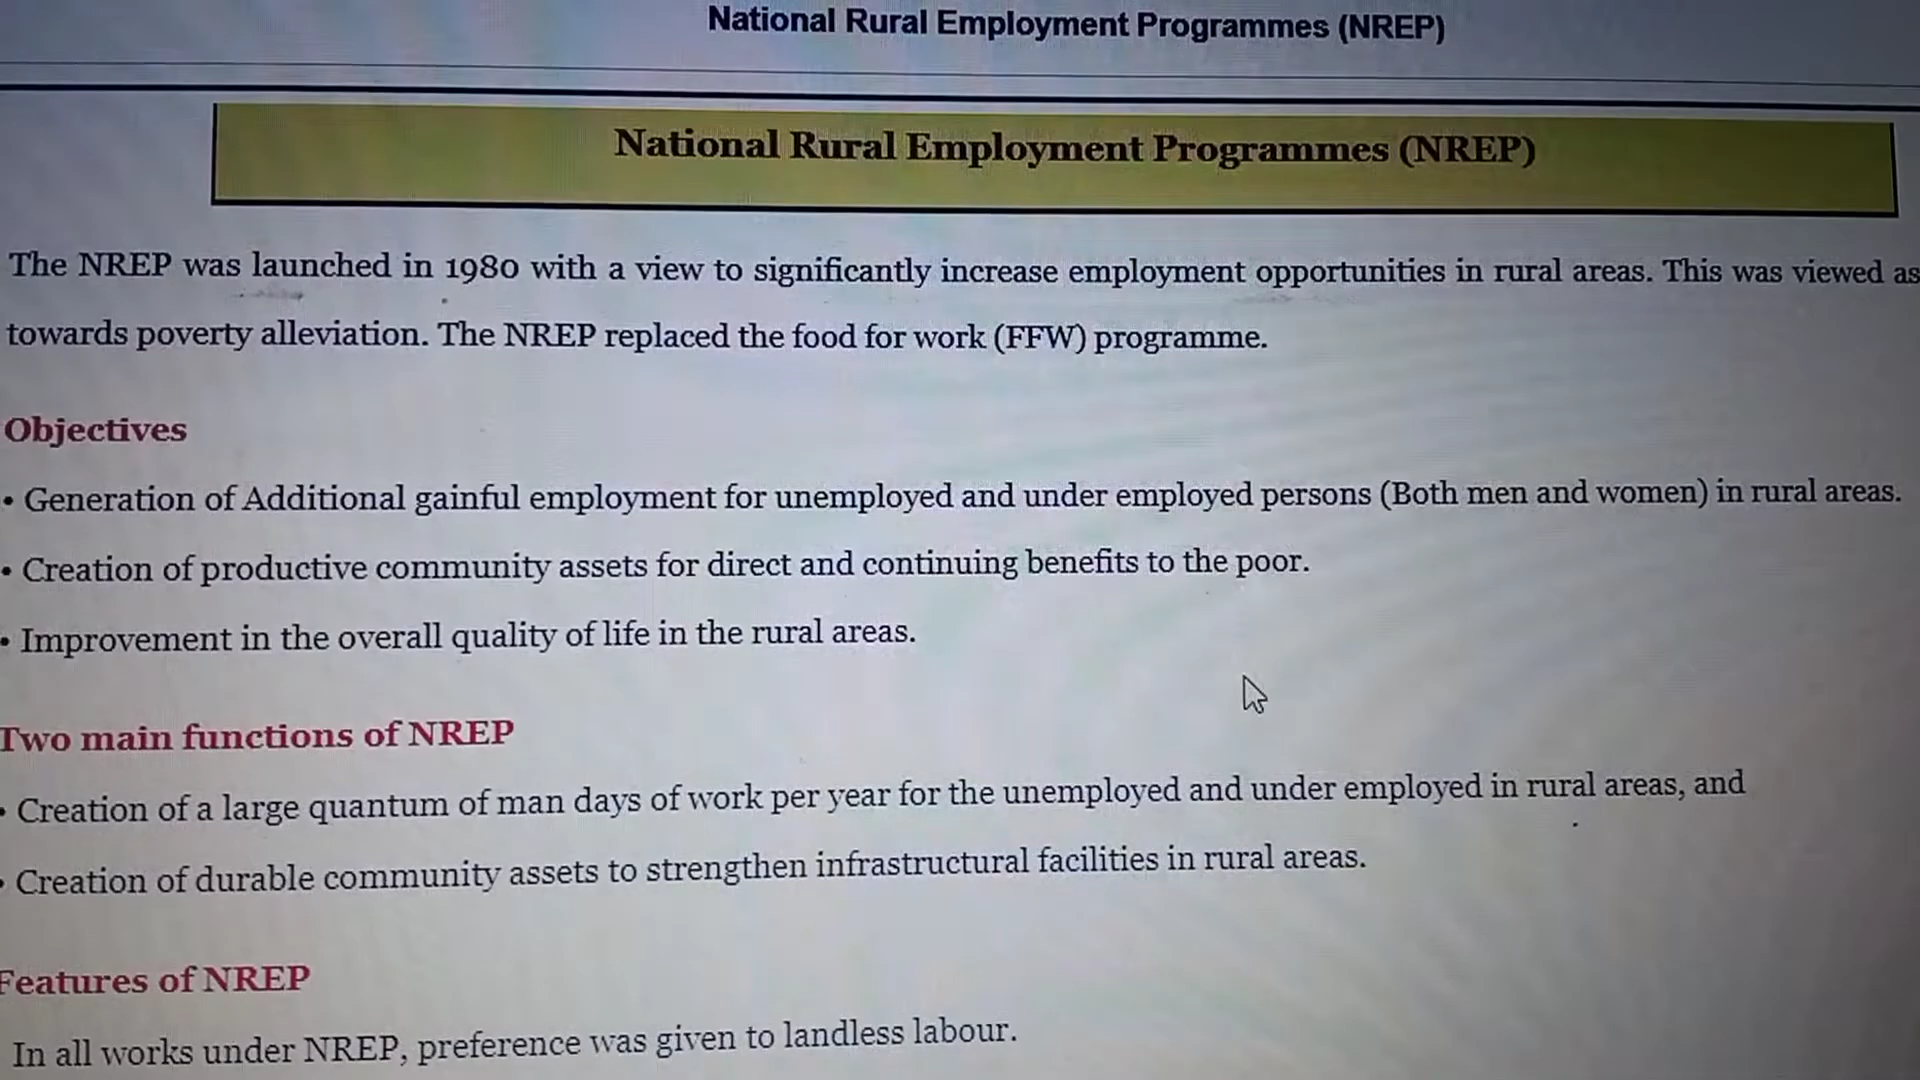 National Rural Employment Programmes (NREP)
National Rural Employment Programmes (NREP)
The NREP was launched in 1980 with a view to significantly increase employment opportunities in rural areas. This was viewed as
towards poverty alleviation. The NREP replaced the food for work (FFW) programme.
Objectives
• Generation of Additional gainful employment for unemployed and under employed persons (Both men and women) in rural areas.
• Creation of productive community assets for direct and continuing benefits to the poor.
• Improvement in the overall quality of life in the rural areas.
Two main functions of NREP
• Creation of a large quantum of man days of work per year for the unemployed and under employed in rural areas, and
• Creation of durable community assets to strengthen infrastructural facilities in rural areas.
Features of NREP
In all works under NREP, preference was given to landless labour.